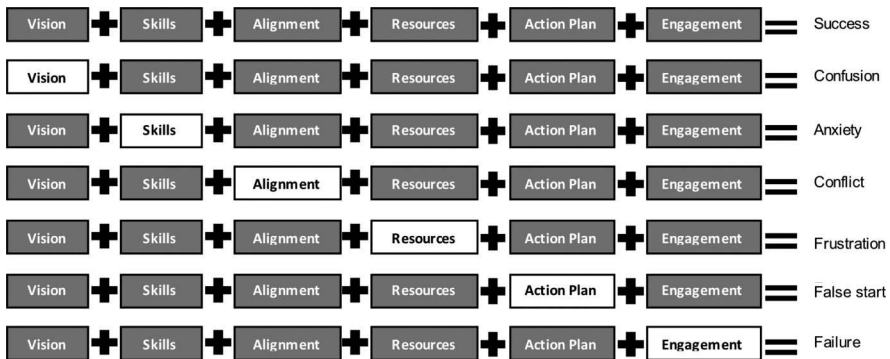 Vision + Skills + Alignment + Resources + Action Plan + Engagement = Success
Vision + Skills + Alignment + Resources + Action Plan + Engagement = Confusion
Vision + Skills + Alignment + Resources + Action Plan + Engagement = Anxiety
Vision + Skills + Alignment + Resources + Action Plan + Engagement = Conflict
Vision + Skills + Alignment + Resources + Action Plan + Engagement = Frustration
Vision + Skills + Alignment + Resources + Action Plan + Engagement = False start
Vision + Skills + Alignment + Resources + Action Plan + Engagement = Failure